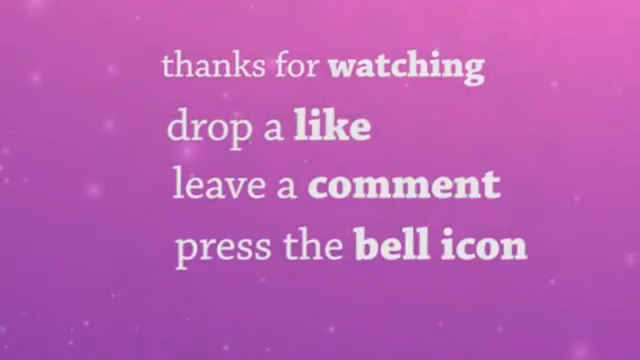 thanks for watching
drop a like
leave a comment
press the bell icon